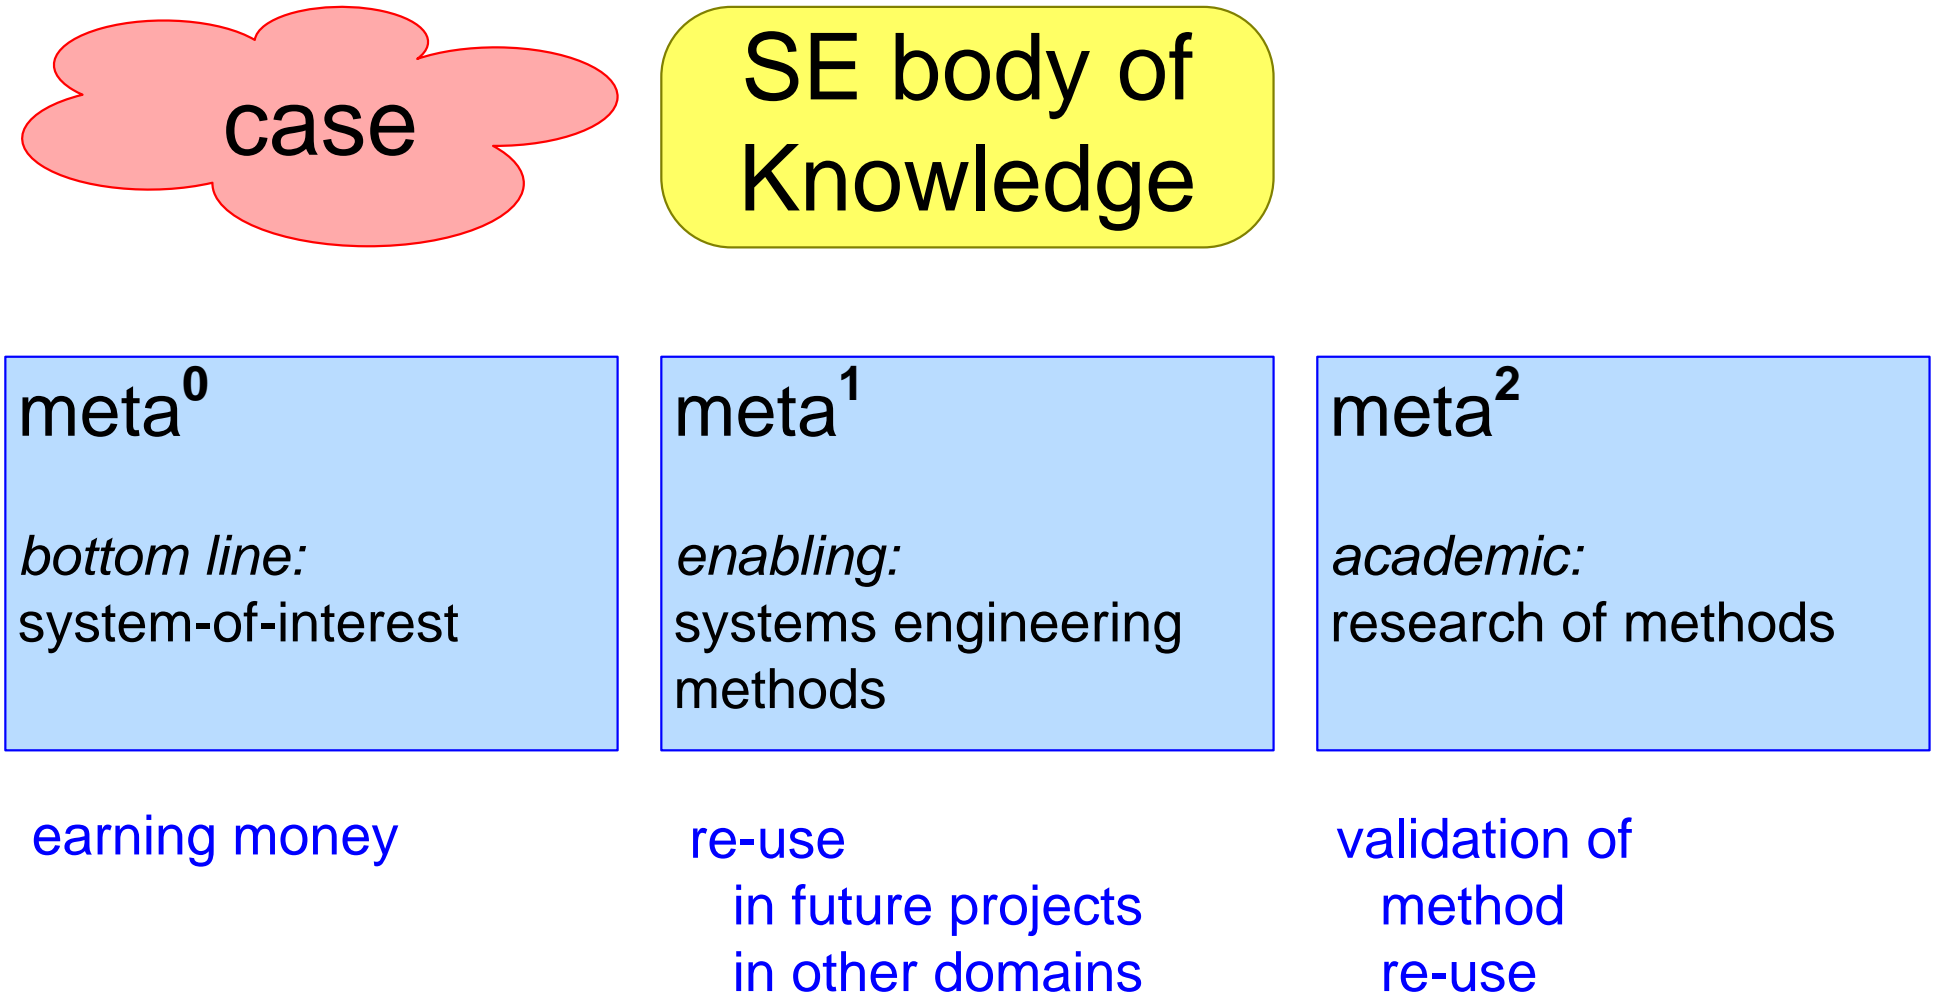 case
SE body of
Knowledge
meta⁰
bottom line:
system-of-interest
earning money
meta¹
enabling:
systems engineering
methods
re-use
in future projects
in other domains
meta²
academic:
research of methods
validation of
method
re-use